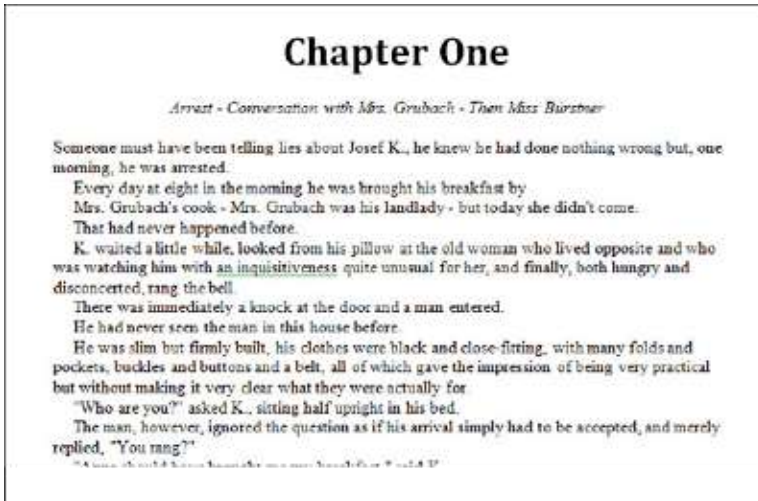 Chapter One
Arrest - Conversation with Mrs. Grubach - Then Miss Bürstner
Someone must have been telling lies about Josef K., he knew he had done nothing wrong but, one
morning, he was arrested.
Every day at eight in the morning he was brought his breakfast by
Mrs. Grubach's cook - Mrs. Grubach was his landlady - but today she didn't come.
That had never happened before.
K. waited a little while, looked from his pillow at the old woman who lived opposite and who
was watching him with an inquisitiveness quite unusual for her, and finally, both hungry and
disconcerted, rang the bell.
There was immediately a knock at the door and a man entered.
He had never seen the man in this house before.
He was slim but firmly built, his clothes were black and close-fitting, with many folds and
pockets, buckles and buttons and a belt, all of which gave the impression of being very practical
but without making it very clear what they were actually for.
"Who are you?" asked K., sitting half upright in his bed.
The man, however, ignored the question as if his arrival simply had to be accepted, and merely
replied, "You rang?"